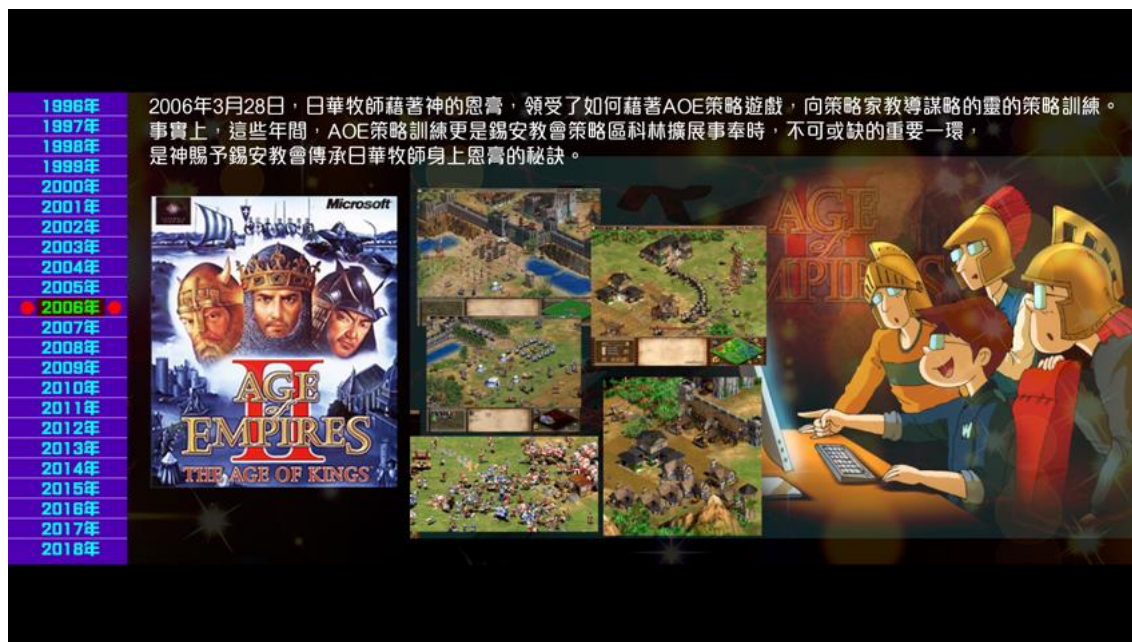 2006年3月28日，日華牧師藉著神的恩膏，領受了如何藉著AOE策略遊戲，向策略家教導謀略的靈的策略訓練。
事實上，這些年間，AOE策略訓練更是錫安教會策略區科林擴展事奉時，不可或缺的重要一環，
是神賜予錫安教會傳承日華牧師身上恩膏的秘訣。
1996年
1997年
1998年
1999年
2000年
2001年
2002年
2003年
2004年
2005年
2006年
2007年
2008年
2009年
2010年
2011年
2012年
2013年
2014年
2015年
2016年
2017年
2018年
Microsoft
II
AGE
of
EMPIRES
THE AGE OF KINGS
AGE
of
EMPIRES
W